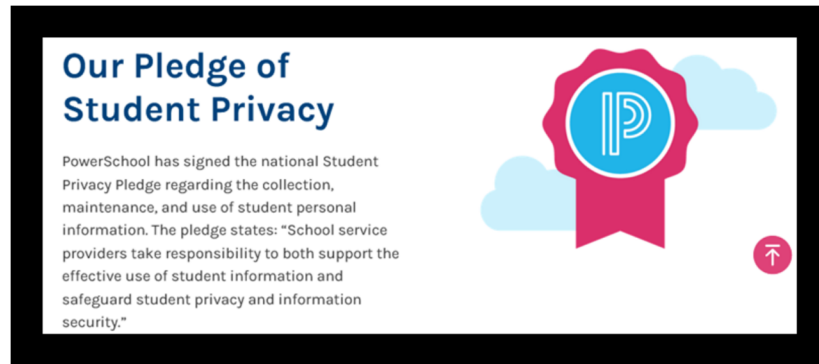 Our Pledge of
Student Privacy
PowerSchool has signed the national Student
Privacy Pledge regarding the collection,
maintenance, and use of student personal
information. The pledge states: “School service
providers take responsibility to both support the
effective use of student information and
safeguard student privacy and information
security.”
P